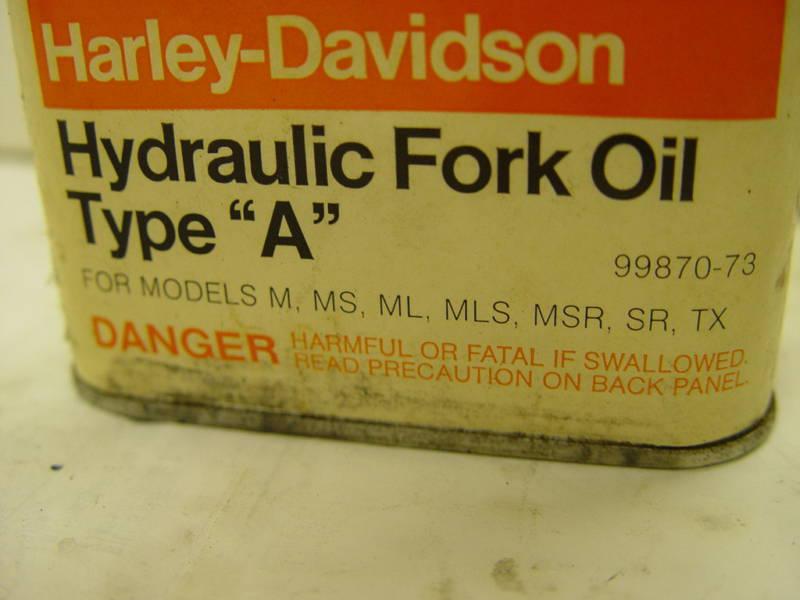 Harley-Davidson
Hydraulic Fork Oil
Type “A”
99870-73
FOR MODELS M, MS, ML, MLS, MSR, SR, TX
DANGER HARMFUL OR FATAL IF SWALLOWED.
READ PRECAUTION ON BACK PANEL.